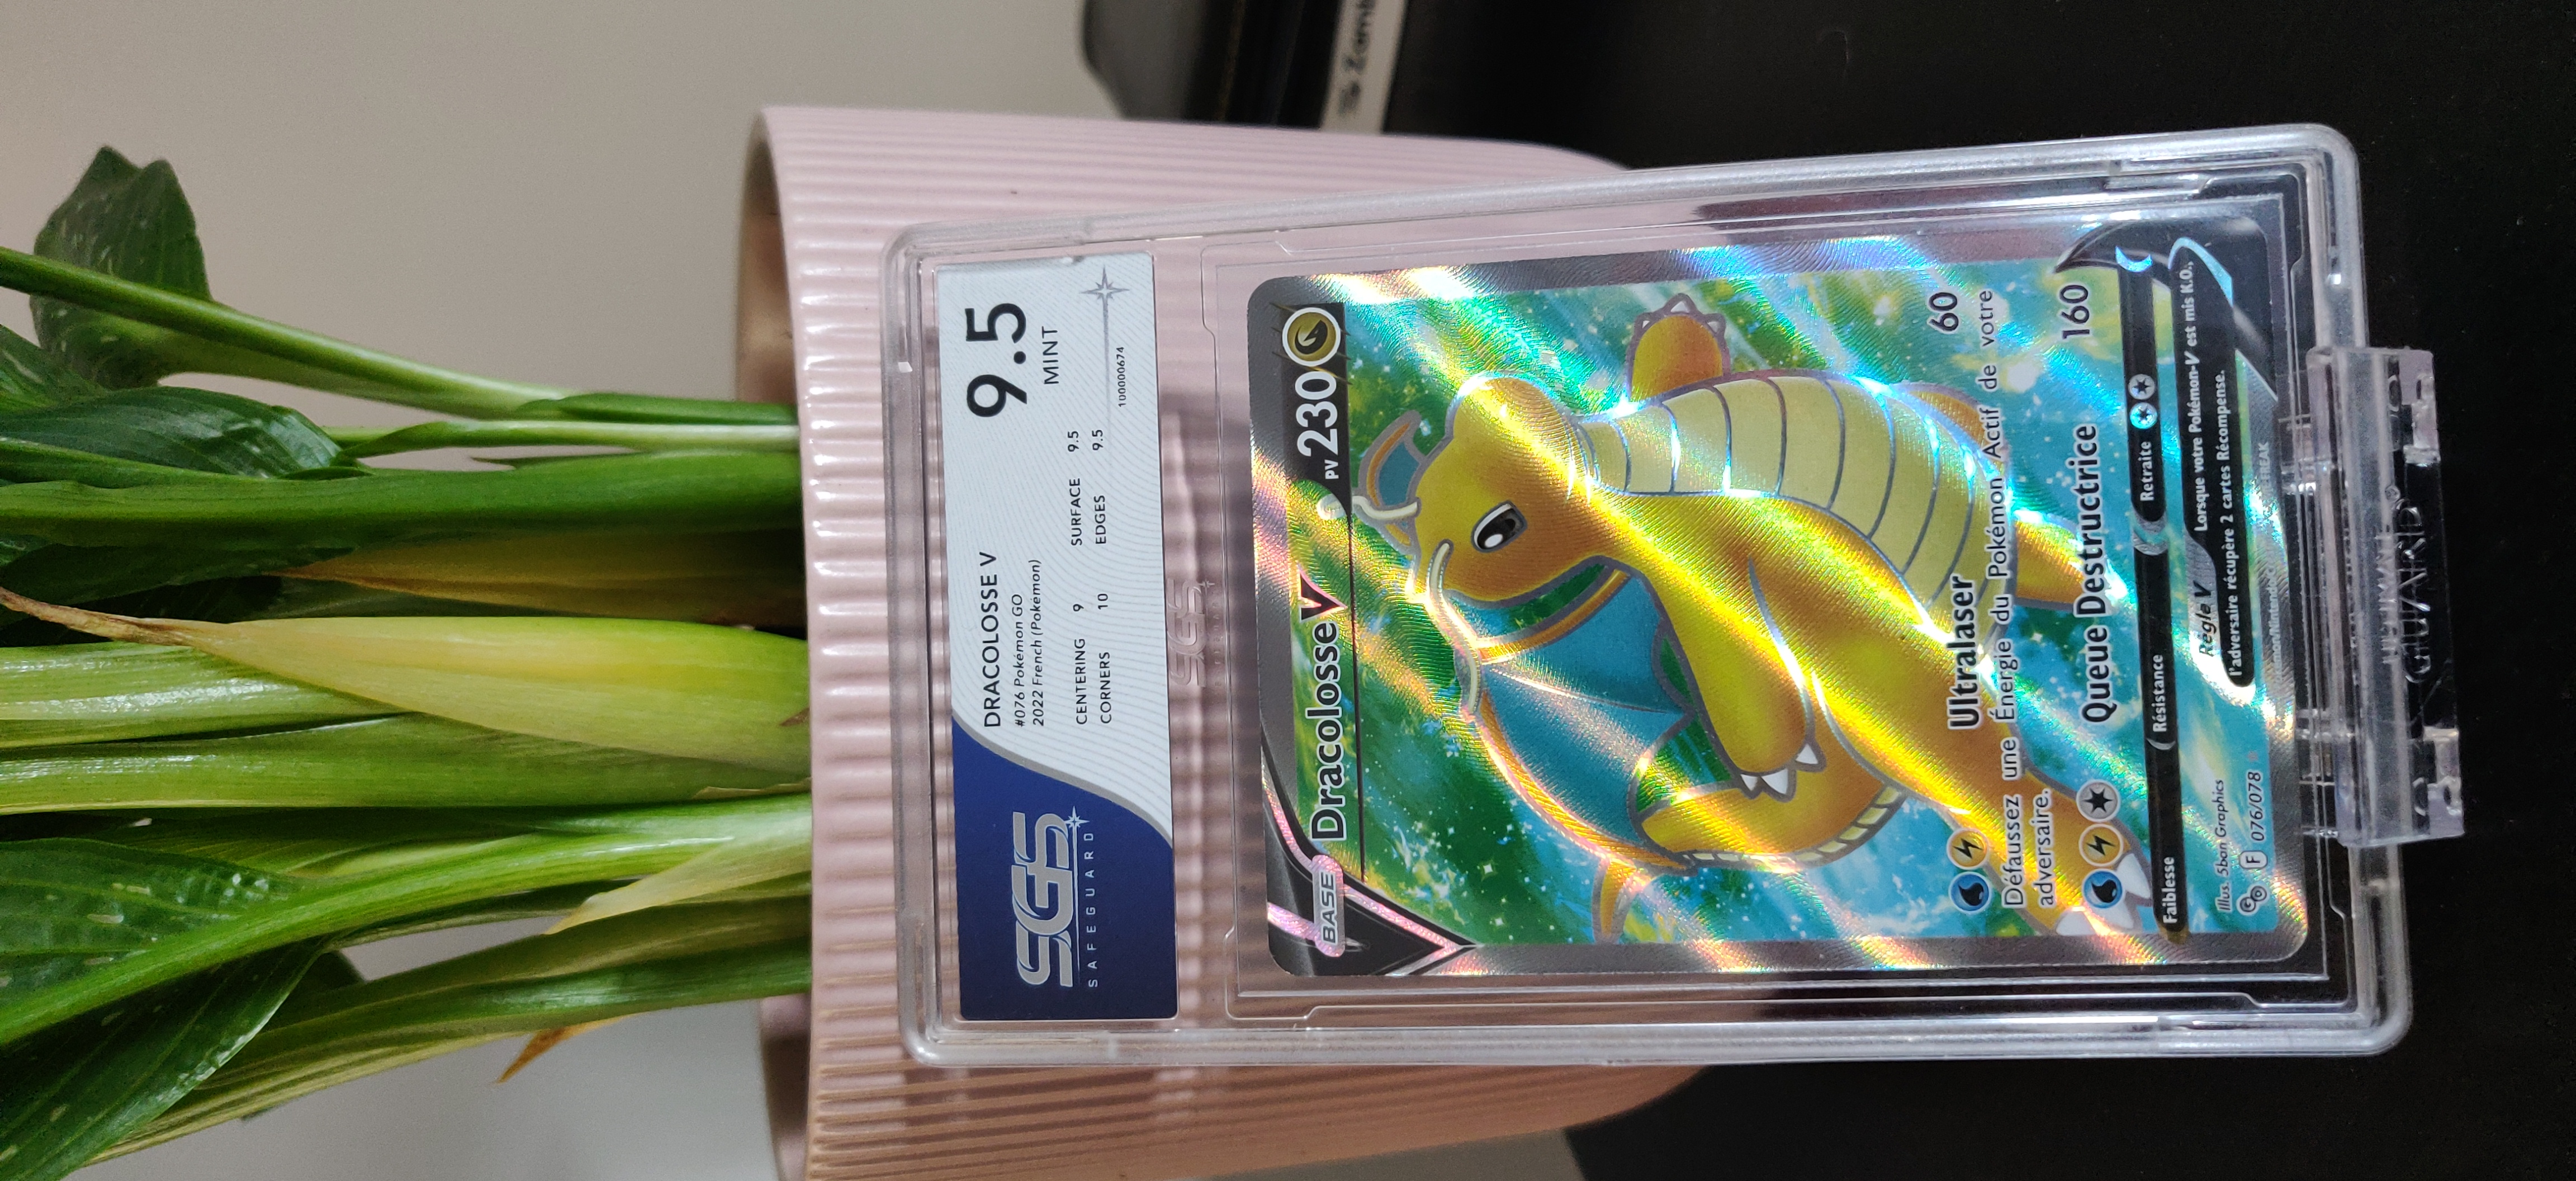 SGS
SAFEGUARD
DRACOLOSSE V
#076 Pokémon GO
2022 French (Pokémon)
CENTERING 9 SURFACE 9.5
CORNERS 10 EDGES 9.5
9.5
MINT
100000674
SGS
BASE Dracolosse V PV 230
Ultralaser 60
Défaussez une Énergie du Pokémon Actif de votre
adversaire.
Queue Destructrice 160
Faiblesse Résistance Retraite
Règle V Lorsque votre Pokémon-V est mis K.O.,
l'adversaire récupère 2 cartes Récompense.
Illus. 5ban Graphics
F 076/078
FREAK
ULTIMATE
GUARD